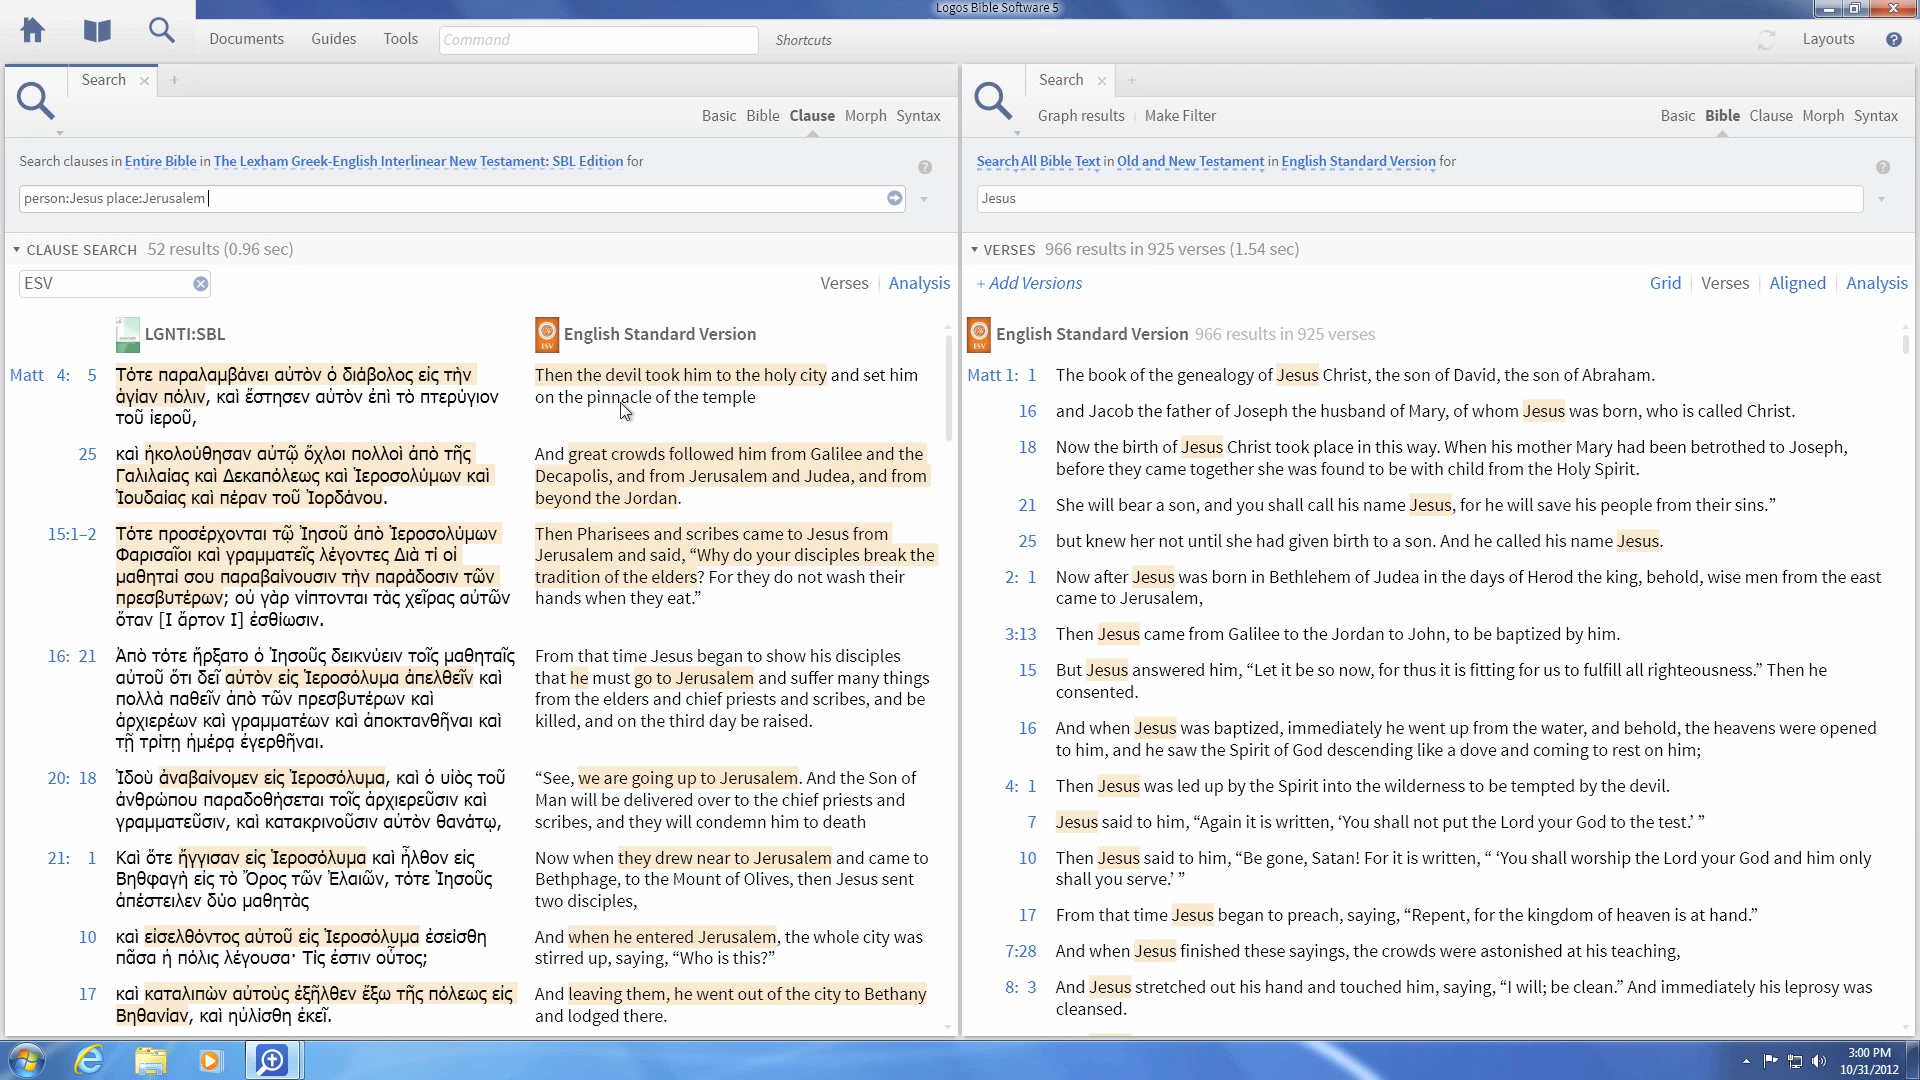 Logos Bible Software 5
Documents Guides Tools Command Shortcuts Layouts
Search
Basic Bible Clause Morph Syntax
Search clauses in Entire Bible in The Lexham Greek-English Interlinear New Testament: SBL Edition for
person:Jesus place:Jerusalem
CLAUSE SEARCH 52 results (0.96 sec)
ESV
Verses Analysis
LGNTI:SBL English Standard Version
Matt 4: 5
Τότε παραλαμβάνει αὐτὸν ὁ διάβολος εἰς τὴν
ἁγίαν πόλιν, καὶ ἔστησεν αὐτὸν ἐπὶ τὸ πτερύγιον
τοῦ ἱεροῦ,
Then the devil took him to the holy city and set him
on the pinnacle of the temple
25
καὶ ἠκολούθησαν αὐτῷ ὄχλοι πολλοὶ ἀπὸ τῆς
Γαλιλαίας καὶ Δεκαπόλεως καὶ Ἱεροσολύμων καὶ
Ἰουδαίας καὶ πέραν τοῦ Ἰορδάνου.
And great crowds followed him from Galilee and the
Decapolis, and from Jerusalem and Judea, and from
beyond the Jordan.
15:1–2
Τότε προσέρχονται τῷ Ἰησοῦ ἀπὸ Ἱεροσολύμων
Φαρισαῖοι καὶ γραμματεῖς λέγοντες Διὰ τί οἱ
μαθηταί σου παραβαίνουσιν τὴν παράδοσιν τῶν
πρεσβυτέρων; οὐ γὰρ νίπτονται τὰς χεῖρας αὐτῶν
ὅταν [I ἄρτον I] ἐσθίωσιν.
Then Pharisees and scribes came to Jesus from
Jerusalem and said, “Why do your disciples break the
tradition of the elders? For they do not wash their
hands when they eat.”
16: 21
Ἀπὸ τότε ἤρξατο ὁ Ἰησοῦς δεικνύειν τοῖς μαθηταῖς
αὐτοῦ ὅτι δεῖ αὐτὸν εἰς Ἱεροσόλυμα ἀπελθεῖν καὶ
πολλὰ παθεῖν ἀπὸ τῶν πρεσβυτέρων καὶ
ἀρχιερέων καὶ γραμματέων καὶ ἀποκτανθῆναι καὶ
τῇ τρίτῃ ἡμέρᾳ ἐγερθῆναι.
From that time Jesus began to show his disciples
that he must go to Jerusalem and suffer many things
from the elders and chief priests and scribes, and be
killed, and on the third day be raised.
20: 18
Ἰδοὺ ἀναβαίνομεν εἰς Ἱεροσόλυμα, καὶ ὁ υἱὸς τοῦ
ἀνθρώπου παραδοθήσεται τοῖς ἀρχιερεῦσιν καὶ
γραμματεῦσιν, καὶ κατακρινοῦσιν αὐτὸν θανάτῳ,
“See, we are going up to Jerusalem. And the Son of
Man will be delivered over to the chief priests and
scribes, and they will condemn him to death
21: 1
Καὶ ὅτε ἤγγισαν εἰς Ἱεροσόλυμα καὶ ἦλθον εἰς
Βηθφαγὴ εἰς τὸ Ὄρος τῶν Ἐλαιῶν, τότε Ἰησοῦς
ἀπέστειλεν δύο μαθητὰς
Now when they drew near to Jerusalem and came to
Bethphage, to the Mount of Olives, then Jesus sent
two disciples,
10
καὶ εἰσελθόντος αὐτοῦ εἰς Ἱεροσόλυμα ἐσείσθη
πᾶσα ἡ πόλις λέγουσα· Τίς ἐστιν οὗτος;
And when he entered Jerusalem, the whole city was
stirred up, saying, “Who is this?”
17
καὶ καταλιπὼν αὐτοὺς ἐξῆλθεν ἔξω τῆς πόλεως εἰς
Βηθανίαν, καὶ ηὐλίσθη ἐκεῖ.
And leaving them, he went out of the city to Bethany
and lodged there.
Search
Graph results Make Filter Basic Bible Clause Morph Syntax
Search All Bible Text in Old and New Testament in English Standard Version for
Jesus
VERSES 966 results in 925 verses (1.54 sec)
+ Add Versions Grid Verses Aligned Analysis
English Standard Version 966 results in 925 verses
Matt 1: 1 The book of the genealogy of Jesus Christ, the son of David, the son of Abraham.
16 and Jacob the father of Joseph the husband of Mary, of whom Jesus was born, who is called Christ.
18 Now the birth of Jesus Christ took place in this way. When his mother Mary had been betrothed to Joseph,
before they came together she was found to be with child from the Holy Spirit.
21 She will bear a son, and you shall call his name Jesus, for he will save his people from their sins.”
25 but knew her not until she had given birth to a son. And he called his name Jesus.
2: 1 Now after Jesus was born in Bethlehem of Judea in the days of Herod the king, behold, wise men from the east
came to Jerusalem,
3:13 Then Jesus came from Galilee to the Jordan to John, to be baptized by him.
15 But Jesus answered him, “Let it be so now, for thus it is fitting for us to fulfill all righteousness.” Then he
consented.
16 And when Jesus was baptized, immediately he went up from the water, and behold, the heavens were opened
to him, and he saw the Spirit of God descending like a dove and coming to rest on him;
4: 1 Then Jesus was led up by the Spirit into the wilderness to be tempted by the devil.
7 Jesus said to him, “Again it is written, ‘You shall not put the Lord your God to the test.’ ”
10 Then Jesus said to him, “Be gone, Satan! For it is written, “ ‘You shall worship the Lord your God and him only
shall you serve.’ ”
17 From that time Jesus began to preach, saying, “Repent, for the kingdom of heaven is at hand.”
7:28 And when Jesus finished these sayings, the crowds were astonished at his teaching,
8: 3 And Jesus stretched out his hand and touched him, saying, “I will; be clean.” And immediately his leprosy was
cleansed.
3:00 PM
10/31/2012